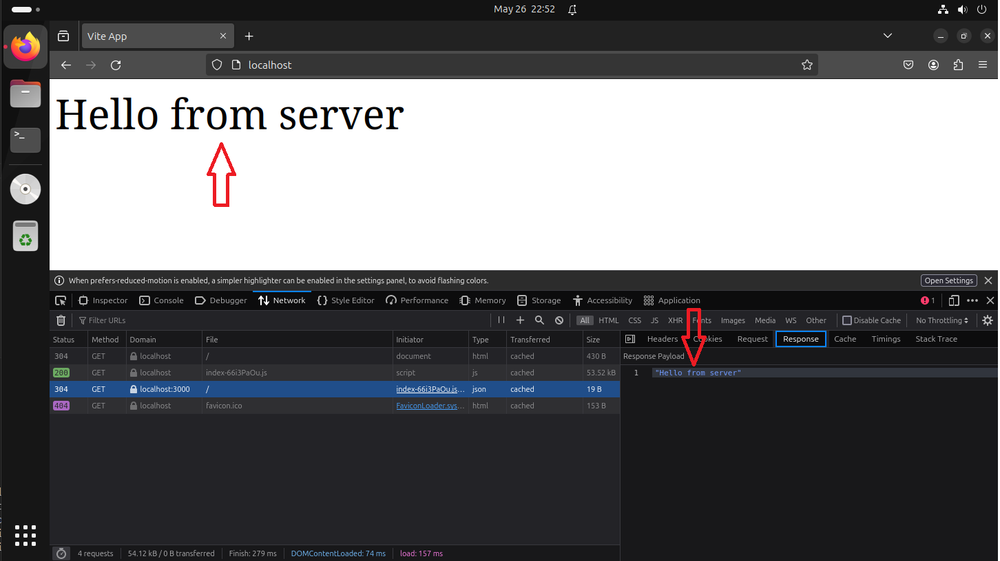 May 26 22:52
Vite App
localhost
Hello from server
When prefers-reduced-motion is enabled, a simpler highlighter can be enabled in the settings panel, to avoid flashing colors.
Open Settings
Inspector Console Debugger Network Style Editor Performance Memory Storage Accessibility Application 1
Filter URLs
All HTML CSS JS XHR Fonts Images Media WS Other Disable Cache No Throttling
Status Method Domain File Initiator Type Transferred Size
304 GET localhost / document html cached 430 B
200 GET localhost index-66i3PaOu.js script js cached 53.52 kB
304 GET localhost:3000 / index-66i3PaOu.js... json cached 19 B
404 GET localhost favicon.ico FaviconLoader.sys... html cached 153 B
Headers Cookies Request Response Cache Timings Stack Trace
Response Payload
1 "Hello from server"
4 requests 54.12 kB / 0 B transferred Finish: 279 ms DOMContentLoaded: 74 ms load: 157 ms